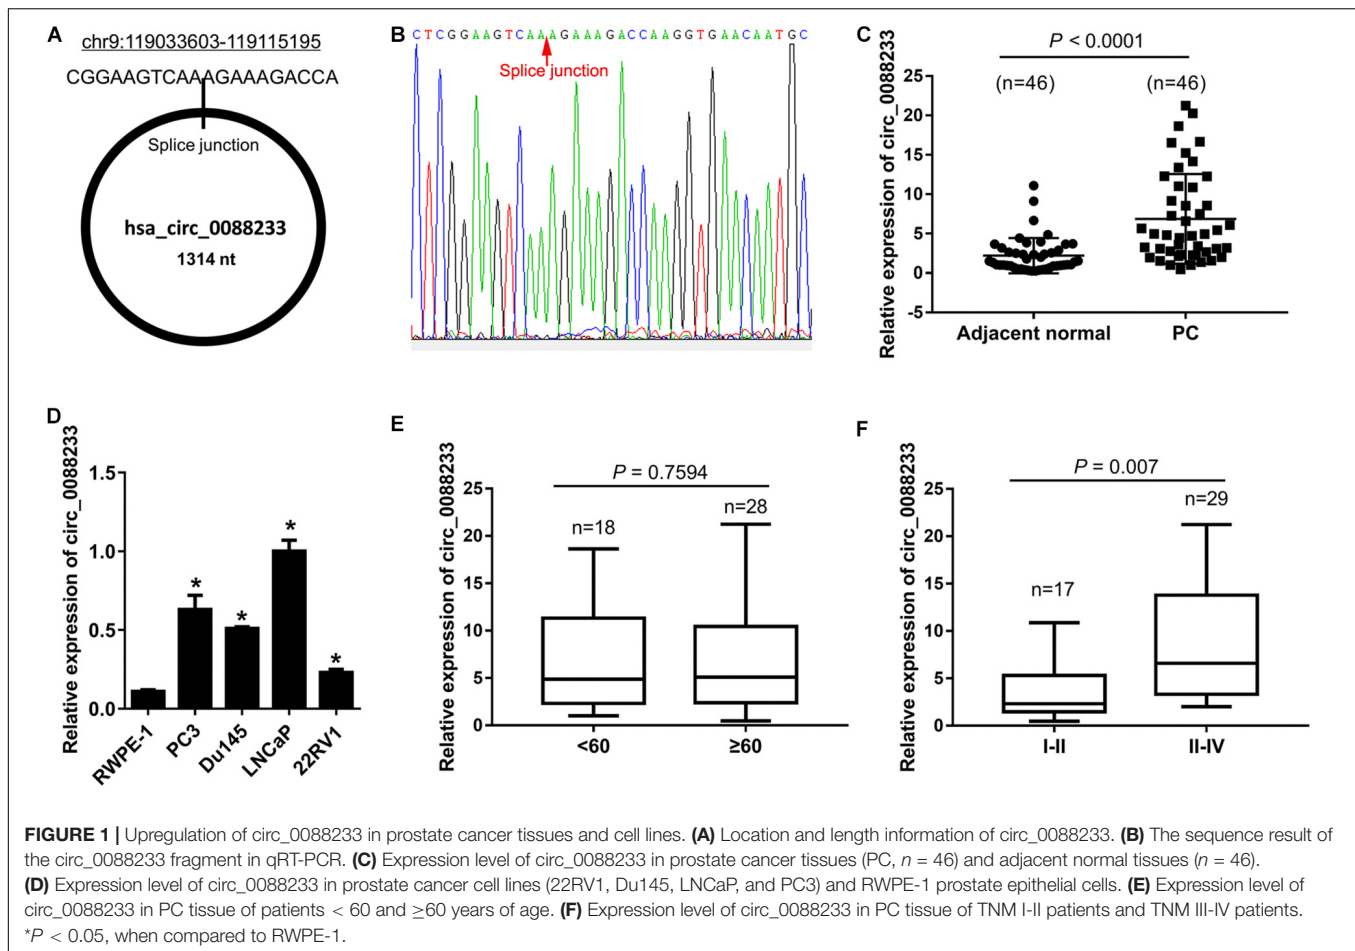 A
chr9:119033603-119115195
CGGAAGTCAAAGAAAGACCA
Splice junction
hsa_circ_0088233
1314 nt
B
CTCGGAAGTCAAAGAAAGACCAAGGTGAACAATGC
Splice junction
C
Relative expression of circ_0088233
P < 0.0001
(n=46)
(n=46)
25
20
15
10
5
0
-5
Adjacent normal
PC
D
Relative expression of circ_0088233
1.5
1.0
0.5
0.0
*
*
*
*
RWPE-1
PC3
Du145
LNCaP
22RV1
E
Relative expression of circ_0088233
P = 0.7594
n=18
n=28
25
20
15
10
5
0
<60
≥60
F
Relative expression of circ_0088233
P = 0.007
n=17
n=29
25
20
15
10
5
0
I-II
II-IV
FIGURE 1 | Upregulation of circ_0088233 in prostate cancer tissues and cell lines. (A) Location and length information of circ_0088233. (B) The sequence result of
the circ_0088233 fragment in qRT-PCR. (C) Expression level of circ_0088233 in prostate cancer tissues (PC, n = 46) and adjacent normal tissues (n = 46).
(D) Expression level of circ_0088233 in prostate cancer cell lines (22RV1, Du145, LNCaP, and PC3) and RWPE-1 prostate epithelial cells. (E) Expression level of
circ_0088233 in PC tissue of patients < 60 and ≥60 years of age. (F) Expression level of circ_0088233 in PC tissue of TNM I-II patients and TNM III-IV patients.
*P < 0.05, when compared to RWPE-1.